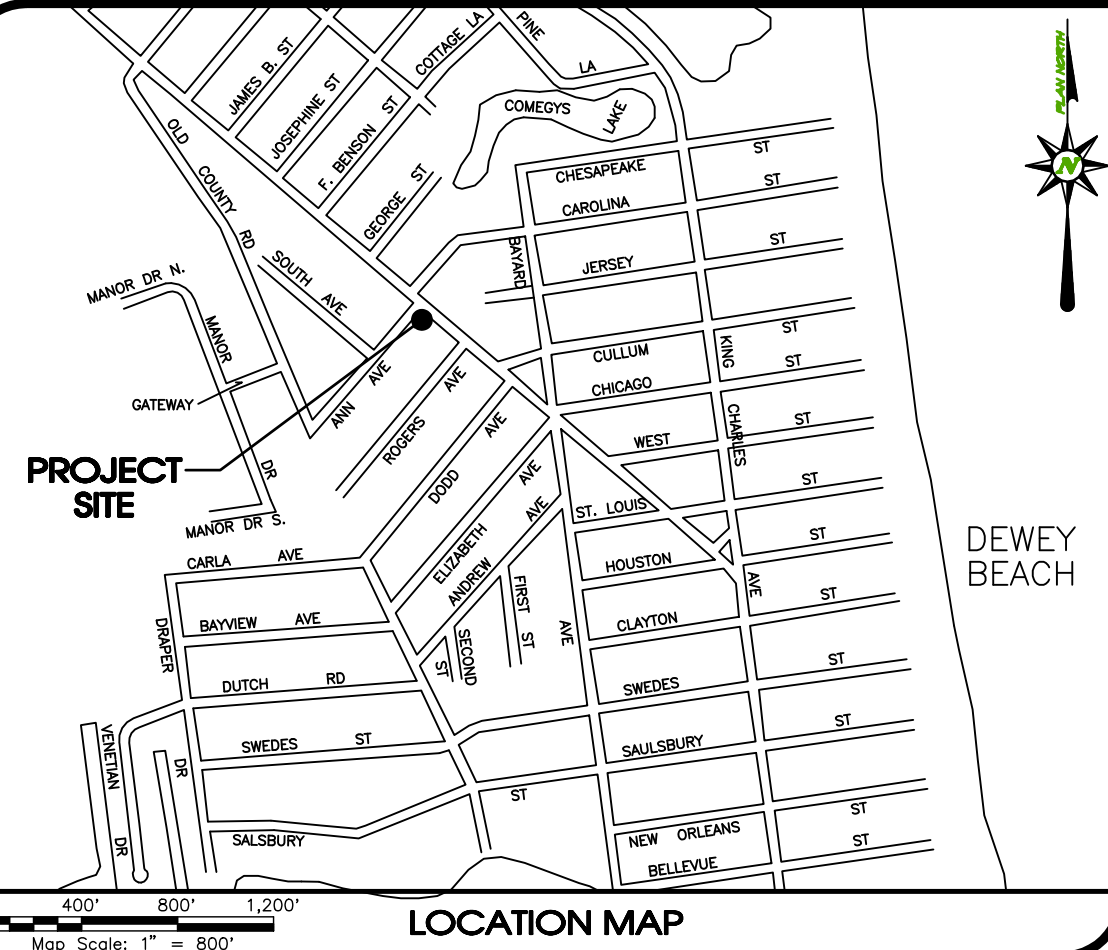 JAMES B. ST
COTTAGE LA
PINE
LA
PLAN NORTH
N
JOSEPHINE ST
F. BENSON ST
COMEGYS
LAKE
OLD
COUNTY
RD
GEORGE ST
CHESAPEAKE
ST
CAROLINA
ST
BAYARD
JERSEY
ST
MANOR DR N.
SOUTH
AVE
MANOR
GATEWAY
CULLUM
ST
KING
CHICAGO
ST
ANN AVE
ROGERS AVE
CHARLES
WEST
ST
PROJECT
SITE
DR
MANOR DR S.
DODD AVE
ELIZABETH AVE
ANDREW AVE
ST. LOUIS
ST
HOUSTON
ST
DEWEY
BEACH
CARLA AVE
AVE
FIRST
ST
CLAYTON
ST
BAYVIEW AVE
AVE
DRAPER
SECOND
ST
DUTCH RD
SWEDES
ST
VENETIAN
SWEDES ST
SAULSBURY
ST
DR
ST
DR
SALSBURY
NEW ORLEANS
ST
BELLEVUE
ST
400' 800' 1,200'
Map Scale: 1" = 800'
LOCATION MAP